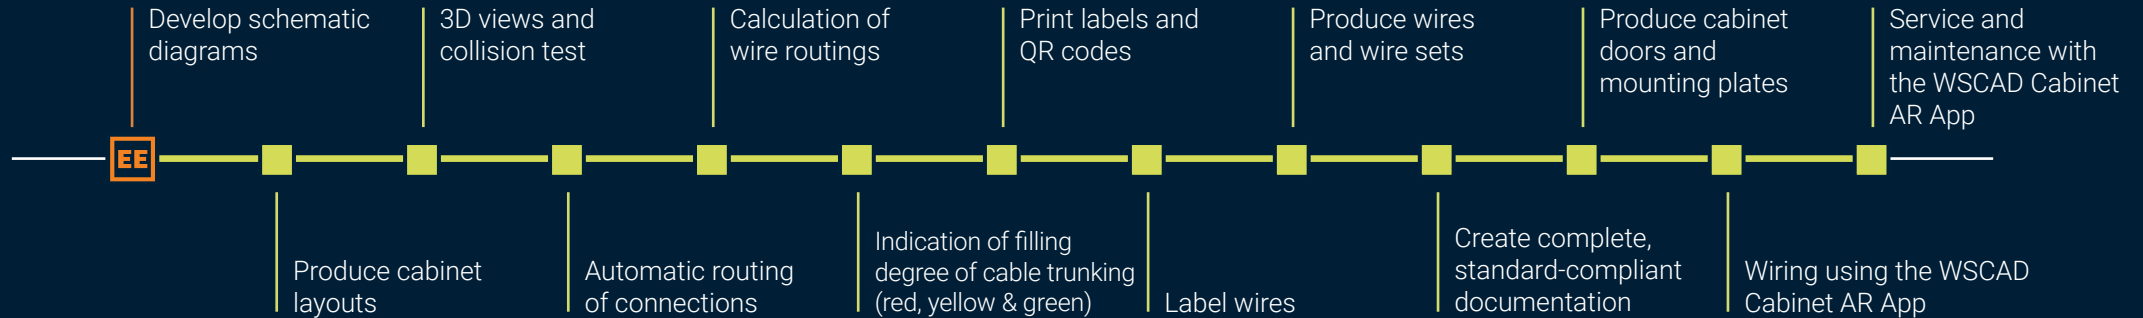 Develop schematic
diagrams
3D views and
collision test
Calculation of
wire routings
Print labels and
QR codes
Produce wires
and wire sets
Produce cabinet
doors and
mounting plates
Service and
maintenance with
the WSCAD Cabinet
AR App
EE
Produce cabinet
layouts
Automatic routing
of connections
Indication of filling
degree of cable trunking
(red, yellow & green)
Label wires
Create complete,
standard-compliant
documentation
Wiring using the WSCAD
Cabinet AR App